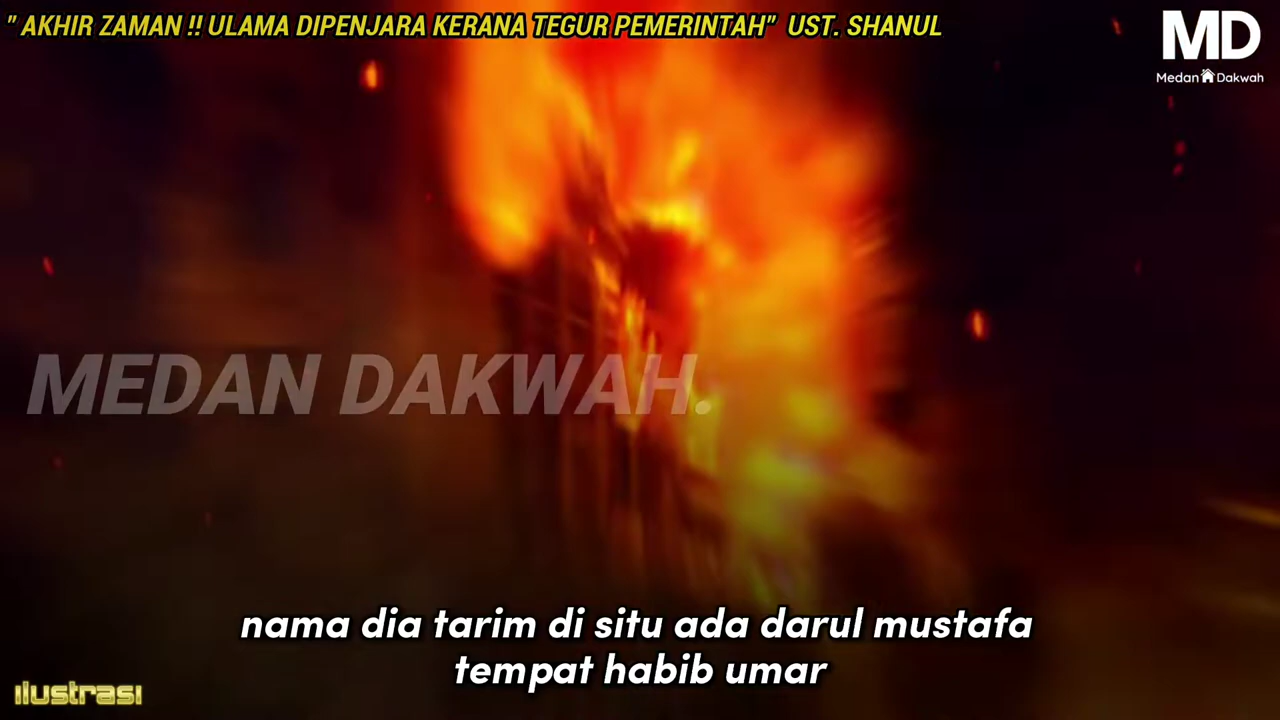 " AKHIR ZAMAN !! ULAMA DIPENJARA KERANA TEGUR PEMERINTAH" UST. SHANUL
MD
Medan Dakwah
MEDAN DAKWAH.
nama dia tarim di situ ada darul mustafa
tempat habib umar
ilustrasi